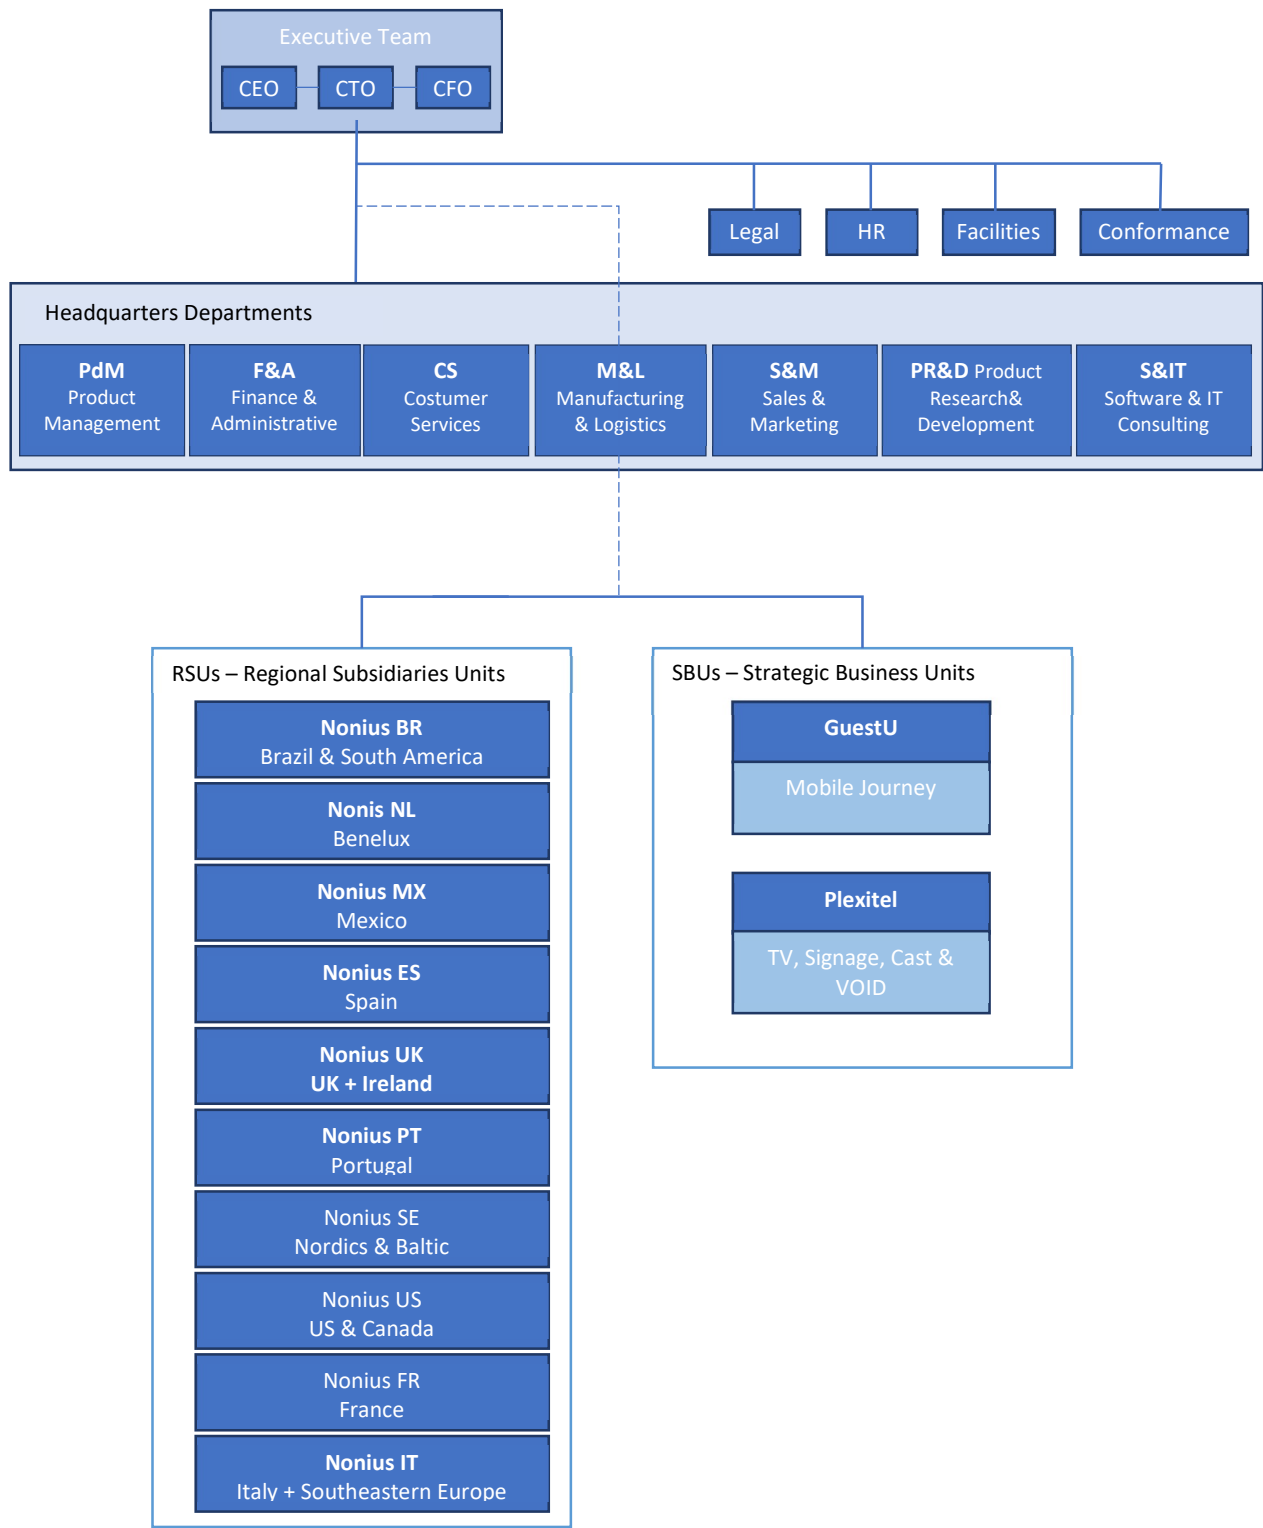 Executive Team
CEO
CTO
CFO
Legal
HR
Facilities
Conformance
Headquarters Departments
PdM
Product
Management
F&A
Finance &
Administrative
CS
Costumer
Services
M&L
Manufacturing
& Logistics
S&M
Sales &
Marketing
PR&D Product
Research&
Development
S&IT
Software & IT
Consulting
RSUs – Regional Subsidiaries Units
Nonius BR
Brazil & South America
Nonis NL
Benelux
Nonius MX
Mexico
Nonius ES
Spain
Nonius UK
UK + Ireland
Nonius PT
Portugal
Nonius SE
Nordics & Baltic
Nonius US
US & Canada
Nonius FR
France
Nonius IT
Italy + Southeastern Europe
SBUs – Strategic Business Units
GuestU
Mobile Journey
Plexitel
TV, Signage, Cast &
VOID